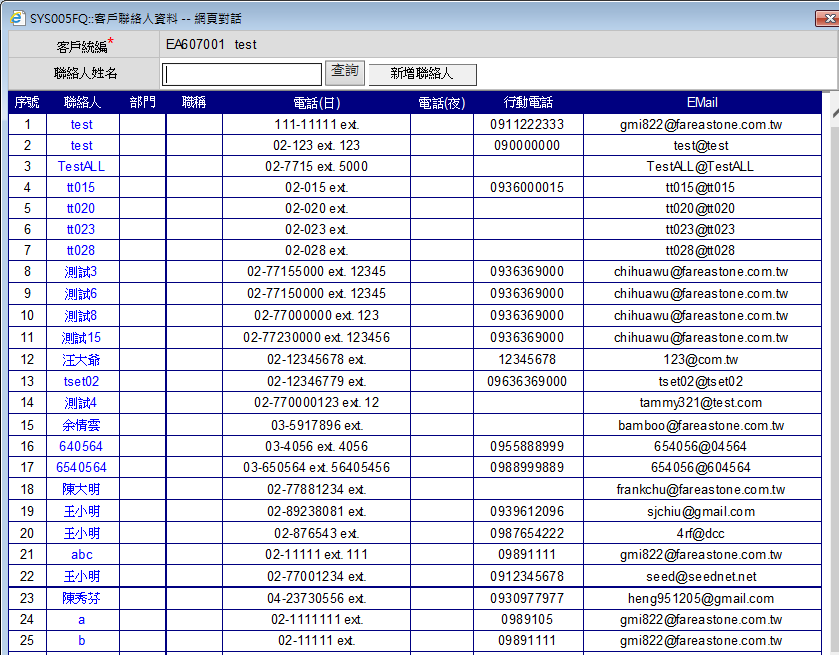 SYS005FQ::客戶聯絡人資料 -- 網頁對話
客戶統編* EA607001 test
聯絡人姓名 查詢 新增聯絡人
序號 聯絡人 部門 職稱 電話(日) 電話(夜) 行動電話 EMail
1 test 111-11111 ext. 0911222333 gmi822@fareastone.com.tw
2 test 02-123 ext. 123 090000000 test@test
3 TestALL 02-7715 ext. 5000 TestALL@TestALL
4 tt015 02-015 ext. 0936000015 tt015@tt015
5 tt020 02-020 ext. tt020@tt020
6 tt023 02-023 ext. tt023@tt023
7 tt028 02-028 ext. tt028@tt028
8 測試3 02-77155000 ext. 12345 0936369000 chihuawu@fareastone.com.tw
9 測試6 02-77150000 ext. 12345 0936369000 chihuawu@fareastone.com.tw
10 測試8 02-77000000 ext. 123 0936369000 chihuawu@fareastone.com.tw
11 測試15 02-77230000 ext. 123456 0936369000 chihuawu@fareastone.com.tw
12 汪大爺 02-12345678 ext. 12345678 123@com.tw
13 tset02 02-12346779 ext. 09636369000 tset02@tset02
14 測試4 02-770000123 ext. 12 tammy321@test.com
15 余倩雲 03-5917896 ext. bamboo@fareastone.com.tw
16 640564 03-4056 ext. 4056 0955888999 654056@04564
17 6540564 03-650564 ext. 56405456 0988999889 654056@604564
18 陳大明 02-77881234 ext. frankchu@fareastone.com.tw
19 王小明 02-89238081 ext. 0939612096 sjchiu@gmail.com
20 王小明 02-876543 ext. 0987654222 4rf@dcc
21 abc 02-11111 ext. 111 09891111 gmi822@fareastone.com.tw
22 王小明 02-77001234 ext. 0912345678 seed@seednet.net
23 陳秀芬 04-23730556 ext. 0930977977 heng951205@gmail.com
24 a 02-1111111 ext. 0989105 gmi822@fareastone.com.tw
25 b 02-11111 ext. 09891111 gmi822@fareastone.com.tw